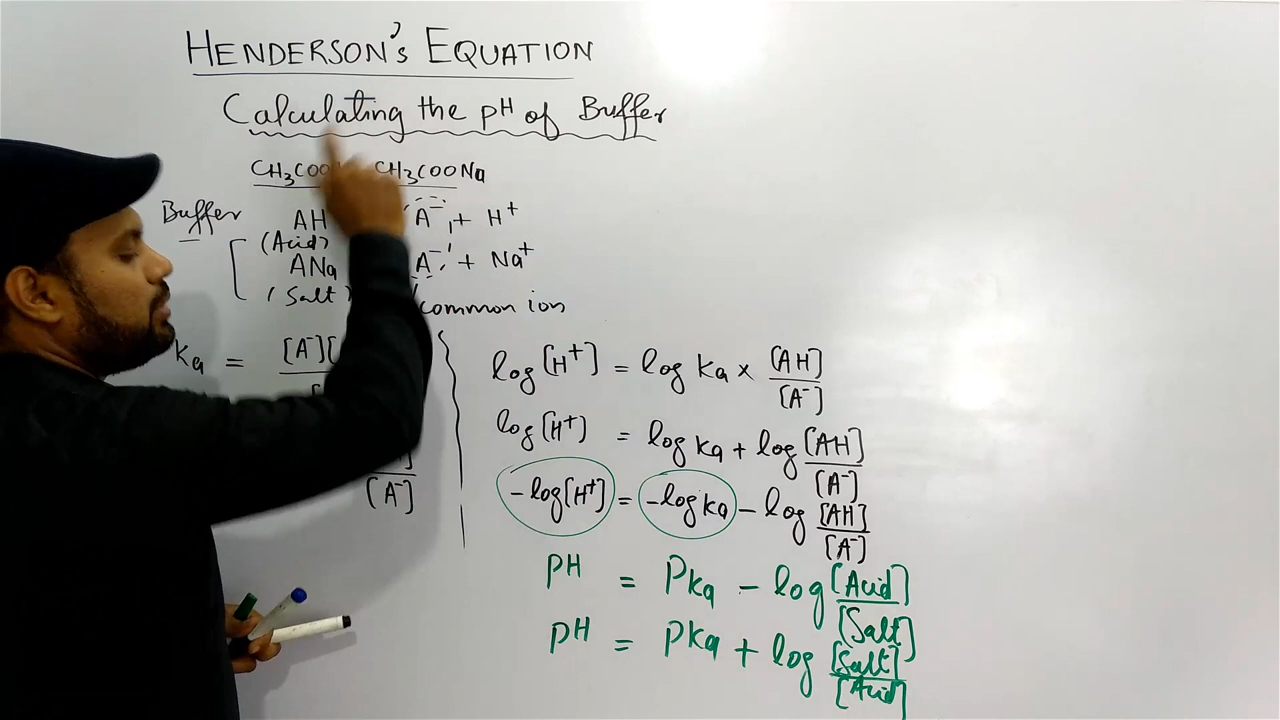 HENDERSON'S EQUATION
Calculating the pH of Buffer
CH3COO CH3COONa
Buffer AH A⁻ + H⁺
(Acid)
ANa A⁻ + Na⁺
(Salt) common ion
Ka = [A⁻][
[A⁻]
log[H⁺] = log Ka × [AH]/[A⁻]
log[H⁺] = log Ka + log [AH]/[A⁻]
-log[H⁺] = -log Ka - log [AH]/[A⁻]
PH = PKa - log [Acid]/[Salt]
PH = PKa + log [Salt]/[Acid]